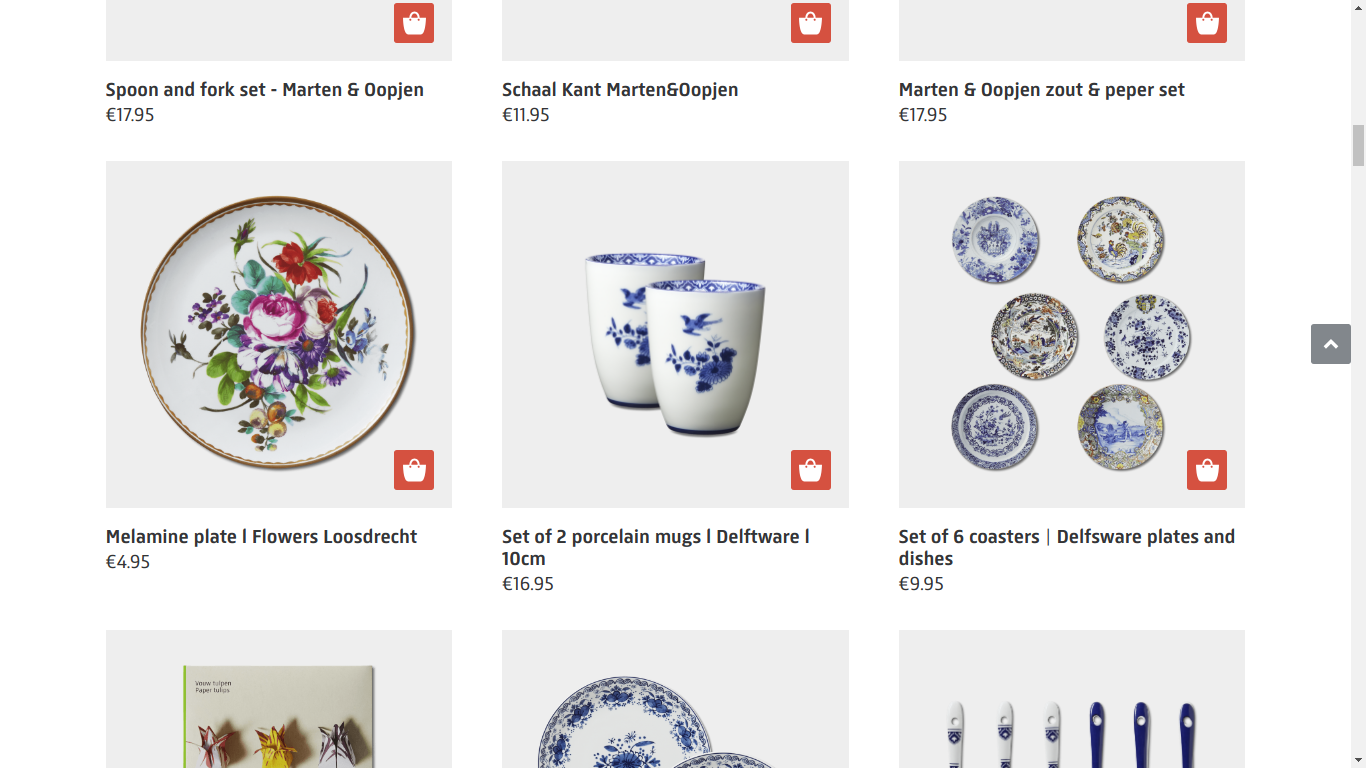 Spoon and fork set - Marten & Oopjen
€17.95
Schaal Kant Marten&Oopjen
€11.95
Marten & Oopjen zout & peper set
€17.95
Melamine plate l Flowers Loosdrecht
€4.95
Set of 2 porcelain mugs l Delftware l
10cm
€16.95
Set of 6 coasters | Delfsware plates and
dishes
€9.95
Vouw tulpen
Paper tulips